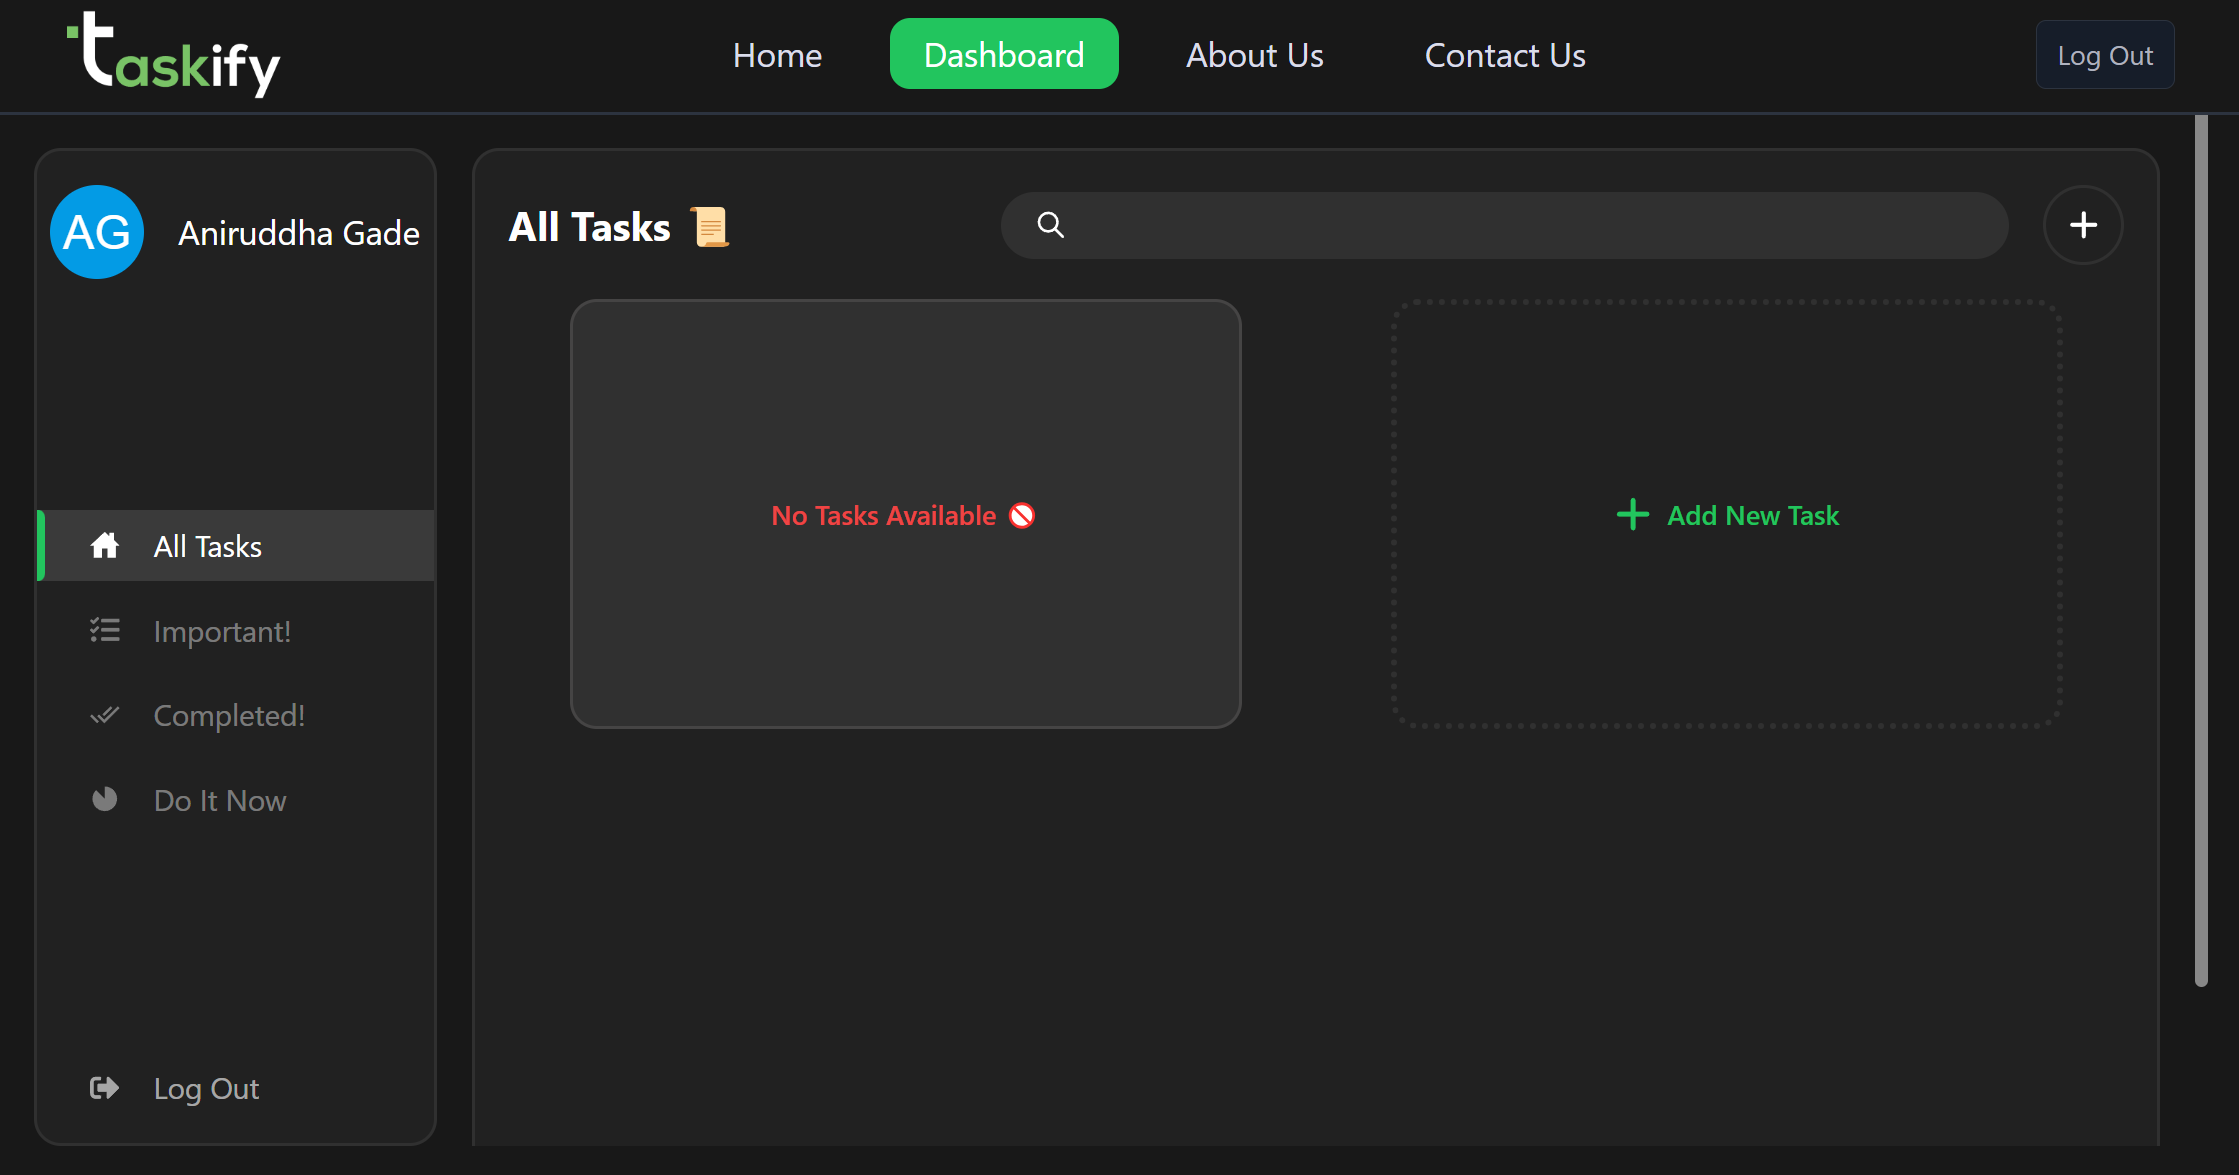 taskify
Home
Dashboard
About Us
Contact Us
Log Out
AG
Aniruddha Gade
All Tasks
Important!
Completed!
Do It Now
Log Out
All Tasks 📜
No Tasks Available 🚫
Add New Task